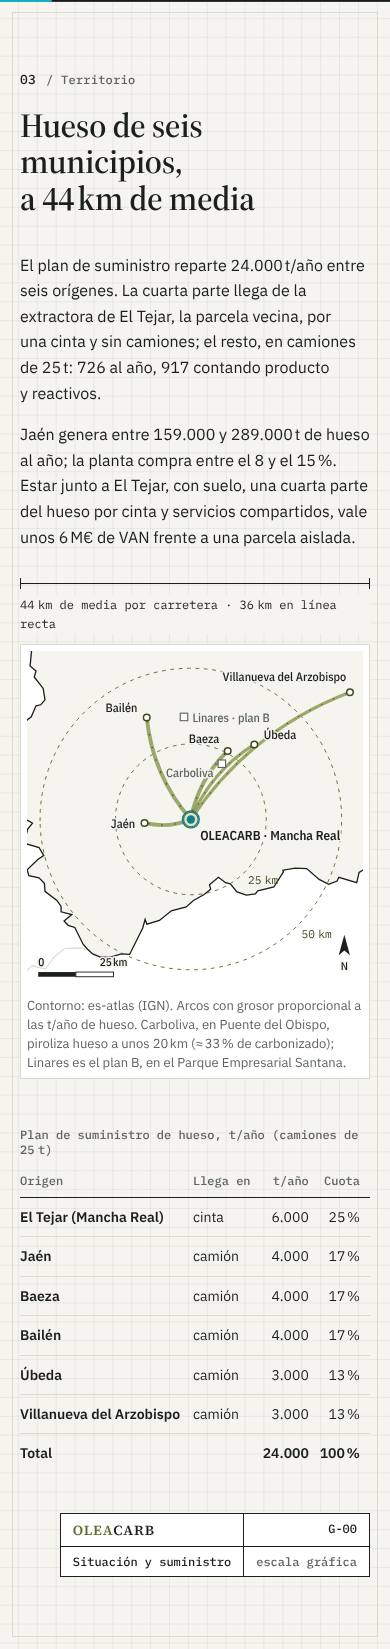 03 / Territorio
Hueso de seis
municipios,
a 44 km de media
El plan de suministro reparte 24.000 t/año entre
seis orígenes. La cuarta parte llega de la
extractora de El Tejar, la parcela vecina, por
una cinta y sin camiones; el resto, en camiones
de 25 t: 726 al año, 917 contando producto
y reactivos.
Jaén genera entre 159.000 y 289.000 t de hueso
al año; la planta compra entre el 8 y el 15 %.
Estar junto a El Tejar, con suelo, una cuarta parte
del hueso por cinta y servicios compartidos, vale
unos 6 M€ de VAN frente a una parcela aislada.
44 km de media por carretera · 36 km en línea
recta
Villanueva del Arzobispo
Bailén
Linares · plan B
Baeza
Úbeda
Carboliva
Jaén
OLEACARB · Mancha Real
25 km
50 km
0 25 km
N
Contorno: es-atlas (IGN). Arcos con grosor proporcional a
las t/año de hueso. Carboliva, en Puente del Obispo,
piroliza hueso a unos 20 km (≈ 33 % de carbonizado);
Linares es el plan B, en el Parque Empresarial Santana.
Plan de suministro de hueso, t/año (camiones de
25 t)
Origen Llega en t/año Cuota
El Tejar (Mancha Real) cinta 6.000 25 %
Jaén camión 4.000 17 %
Baeza camión 4.000 17 %
Bailén camión 4.000 17 %
Úbeda camión 3.000 13 %
Villanueva del Arzobispo camión 3.000 13 %
Total 24.000 100 %
OLEACARB G-00
Situación y suministro escala gráfica